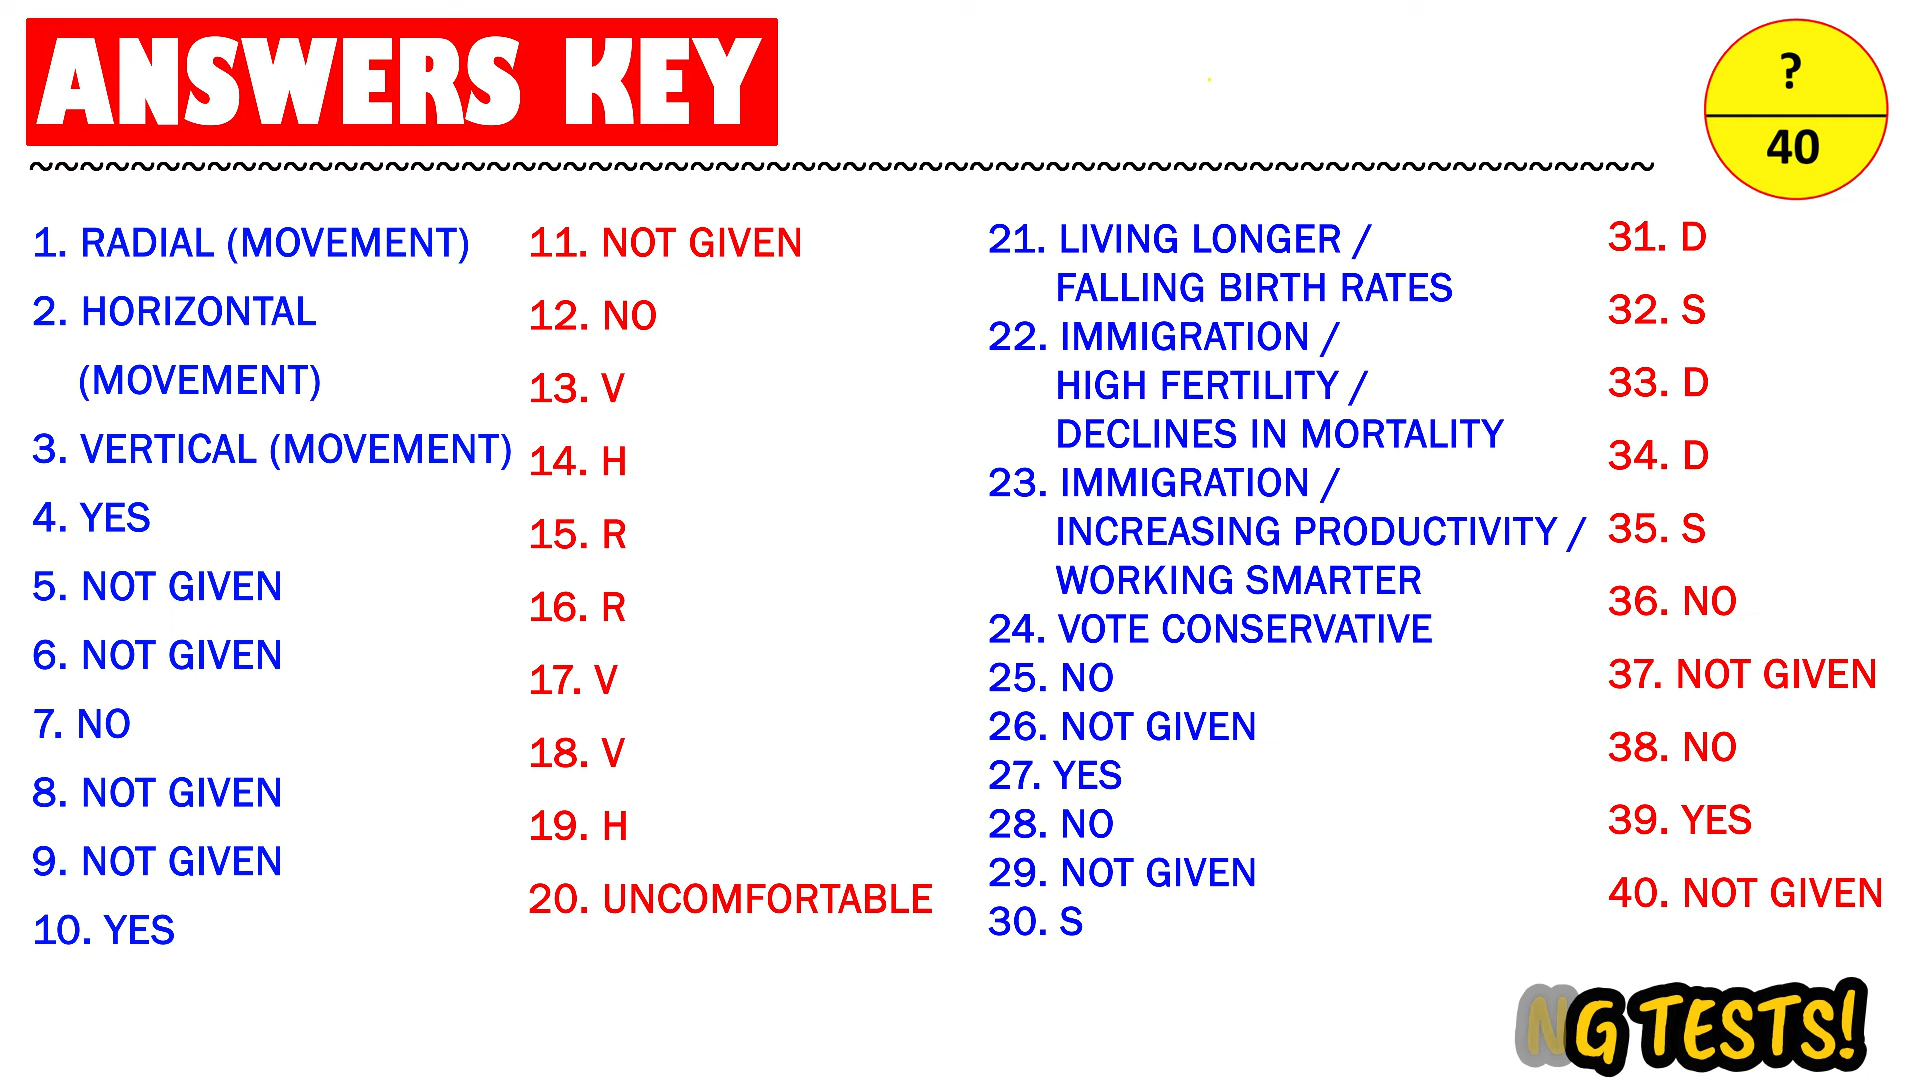 ANSWERS KEY
?
40
~~~~~~~~~~~~~~~~~~~~~~~~~~~~~~~~~~~~~~~~~~~~~~~~~~~~~~~~~~~~~~~~
1. RADIAL (MOVEMENT)
2. HORIZONTAL
(MOVEMENT)
3. VERTICAL (MOVEMENT)
4. YES
5. NOT GIVEN
6. NOT GIVEN
7. NO
8. NOT GIVEN
9. NOT GIVEN
10. YES
11. NOT GIVEN
12. NO
13. V
14. H
15. R
16. R
17. V
18. V
19. H
20. UNCOMFORTABLE
21. LIVING LONGER /
FALLING BIRTH RATES
22. IMMIGRATION /
HIGH FERTILITY /
DECLINES IN MORTALITY
23. IMMIGRATION /
INCREASING PRODUCTIVITY /
WORKING SMARTER
24. VOTE CONSERVATIVE
25. NO
26. NOT GIVEN
27. YES
28. NO
29. NOT GIVEN
30. S
31. D
32. S
33. D
34. D
35. S
36. NO
37. NOT GIVEN
38. NO
39. YES
40. NOT GIVEN
NG TESTS!